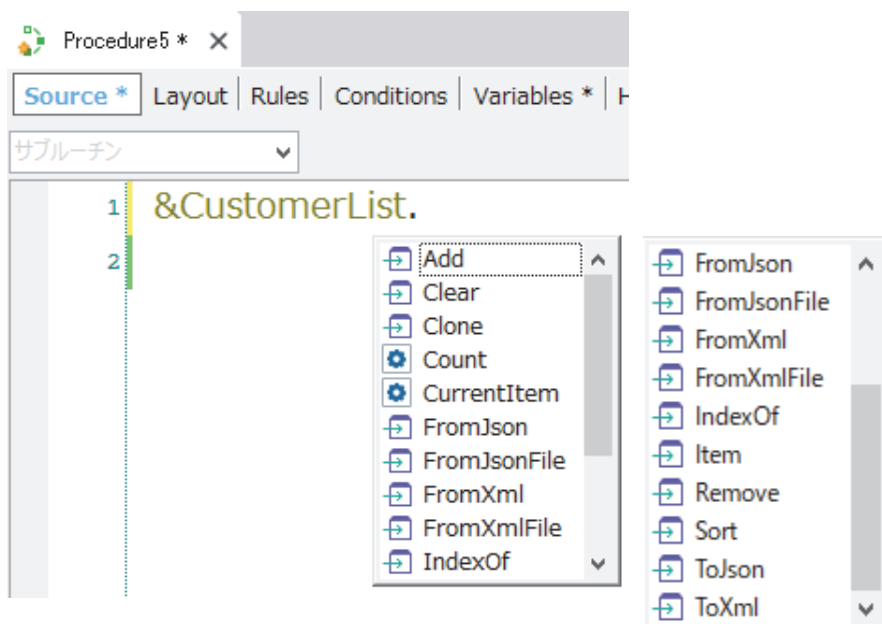 Procedure5 *
Source * Layout Rules Conditions Variables * H
サブルーチン
1 &CustomerList.
2
Add
Clear
Clone
Count
CurrentItem
FromJson
FromJsonFile
FromXml
FromXmlFile
IndexOf
FromJson
FromJsonFile
FromXml
FromXmlFile
IndexOf
Item
Remove
Sort
ToJson
ToXml